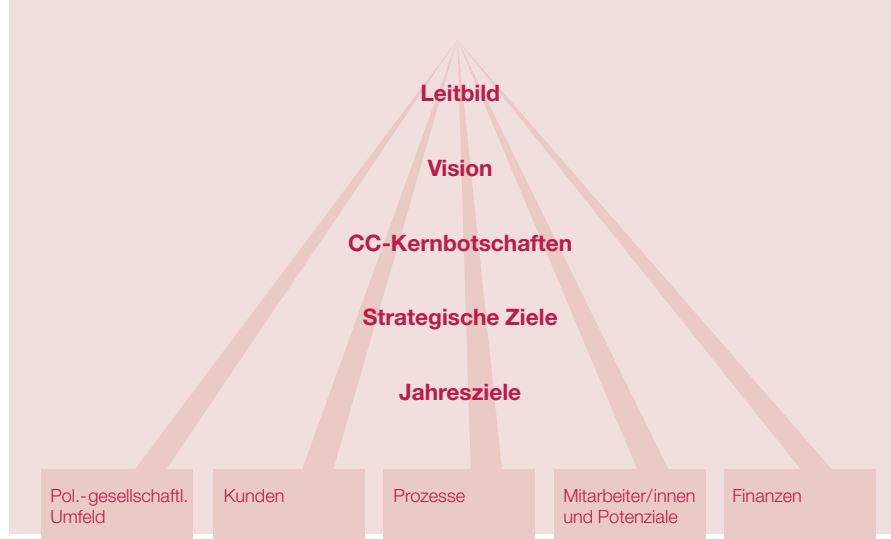 Leitbild
Vision
CC-Kernbotschaften
Strategische Ziele
Jahresziele
Pol.-gesellschaftl.
Umfeld
Kunden
Prozesse
Mitarbeiter/innen
und Potenziale
Finanzen